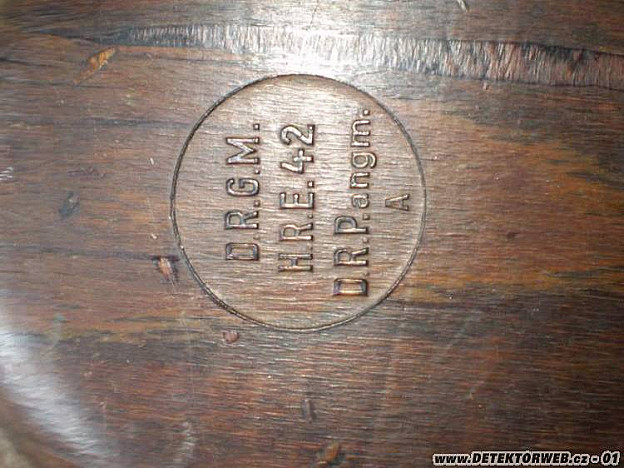 D.R.G.M.
H.R.E.42
D.R.P.angm.
A
www.DETEKTORWEB.cz - 01